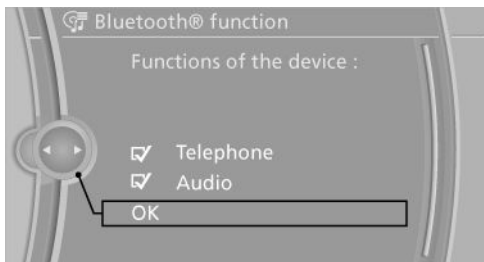 Bluetooth® function
Functions of the device :
Telephone
Audio
OK